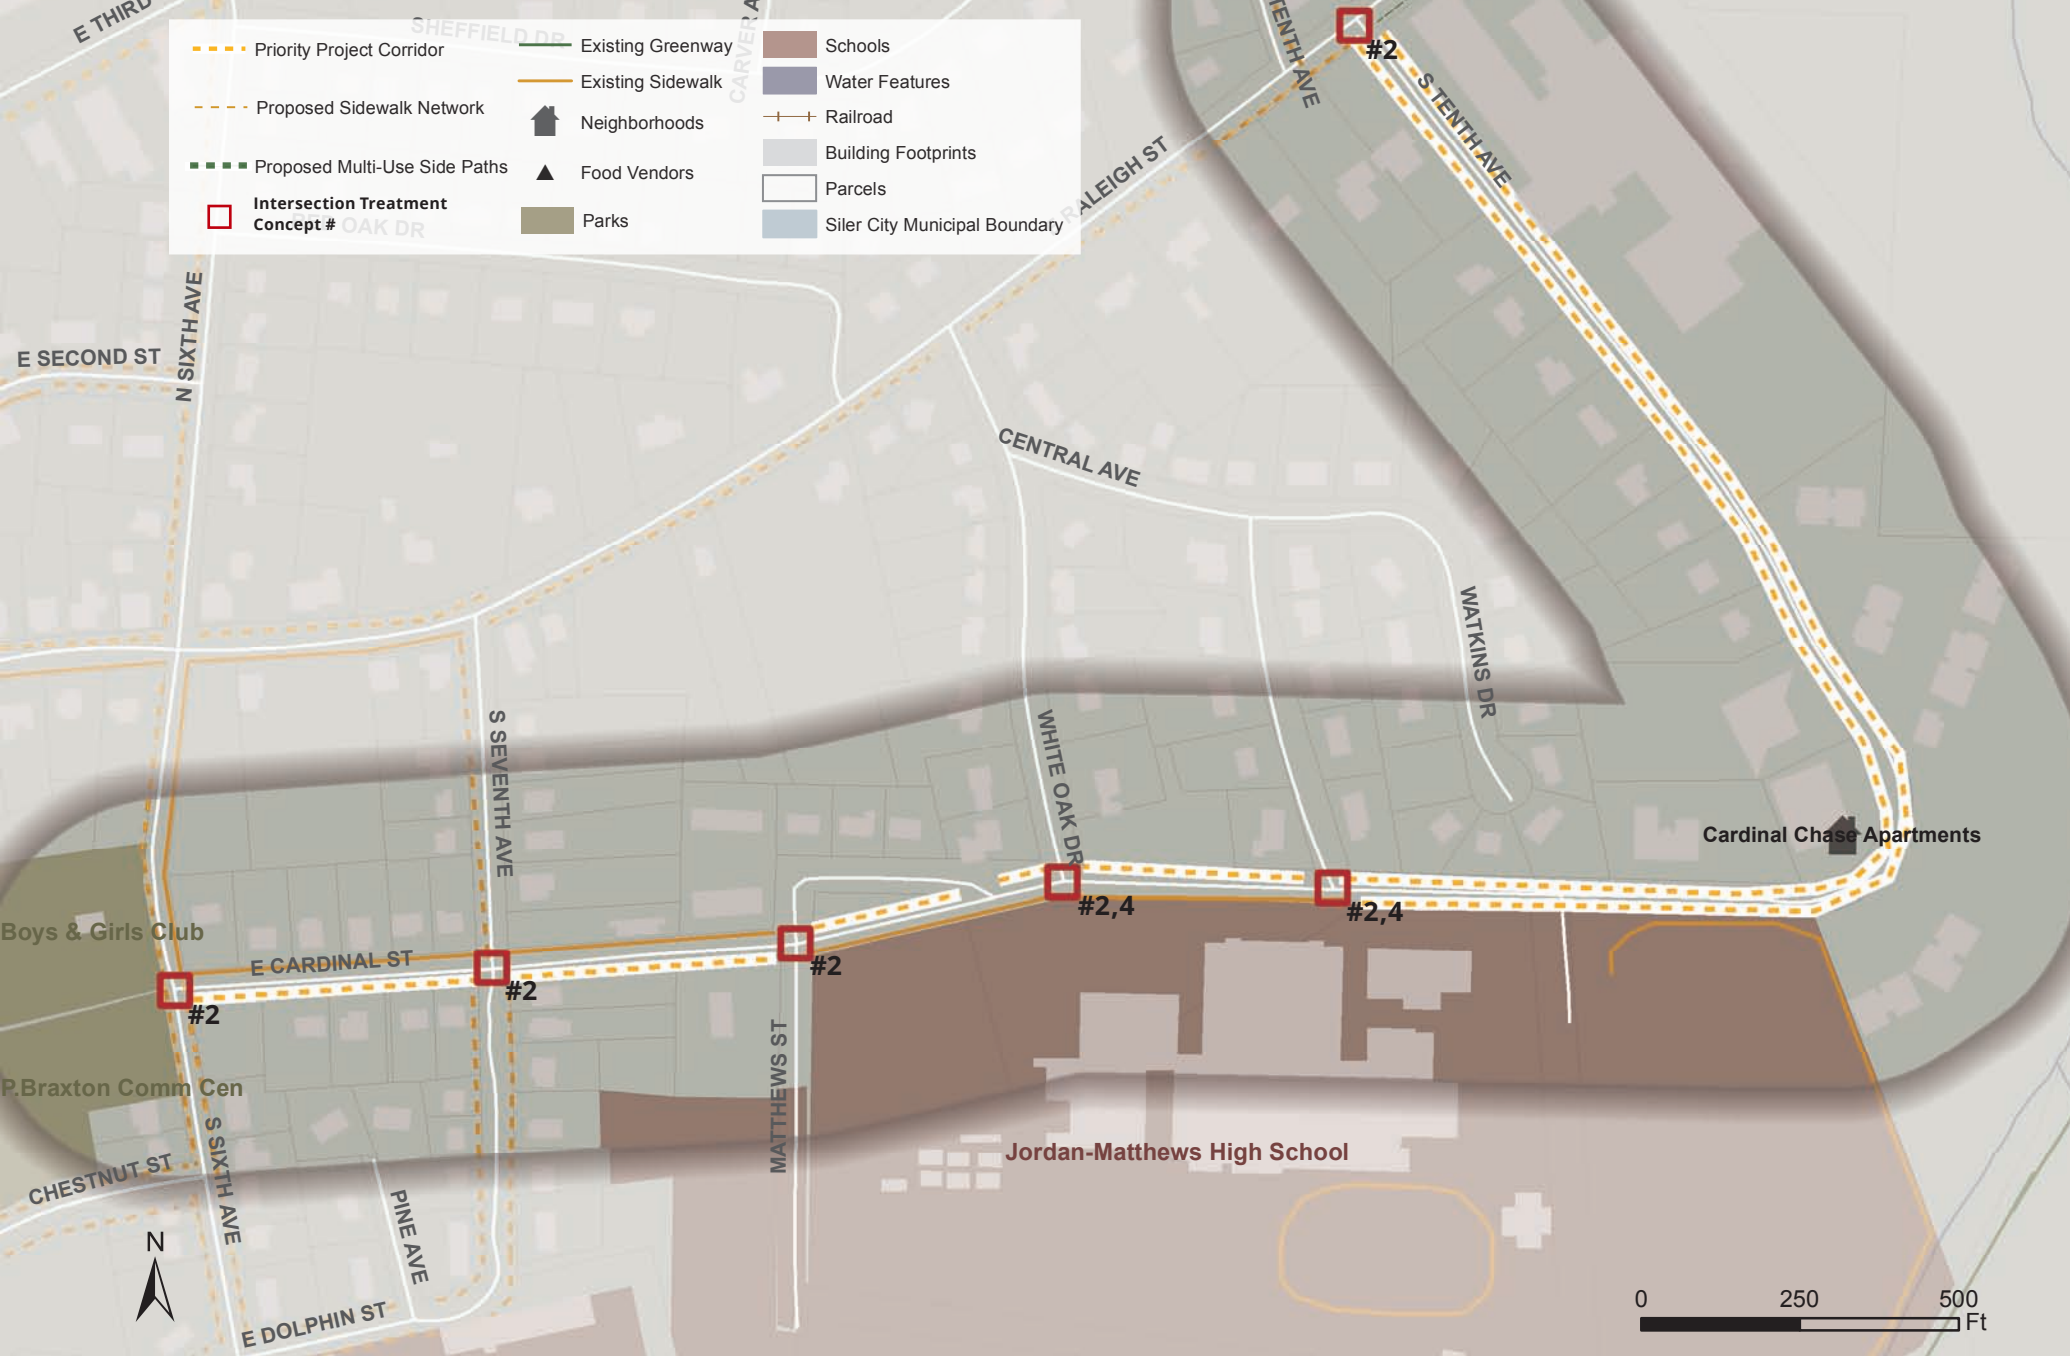 E THIRD
SHEFFIELD DR
CARVER A
Priority Project Corridor
Proposed Sidewalk Network
Proposed Multi-Use Side Paths
Intersection Treatment
Concept #
RED OAK DR
Existing Greenway
Existing Sidewalk
Neighborhoods
Food Vendors
Parks
Schools
Water Features
Railroad
Building Footprints
Parcels
Siler City Municipal Boundary
TENTH AVE
#2
S TENTH AVE
RALEIGH ST
E SECOND ST
N SIXTH AVE
CENTRAL AVE
WATKINS DR
S SEVENTH AVE
WHITE OAK DR
Cardinal Chase Apartments
#2,4
#2,4
Boys & Girls Club
E CARDINAL ST
#2
#2
#2
MATTHEWS ST
P.Braxton Comm Cen
S SIXTH AVE
Jordan-Matthews High School
CHESTNUT ST
PINE AVE
N
E DOLPHIN ST
0 250 500
Ft